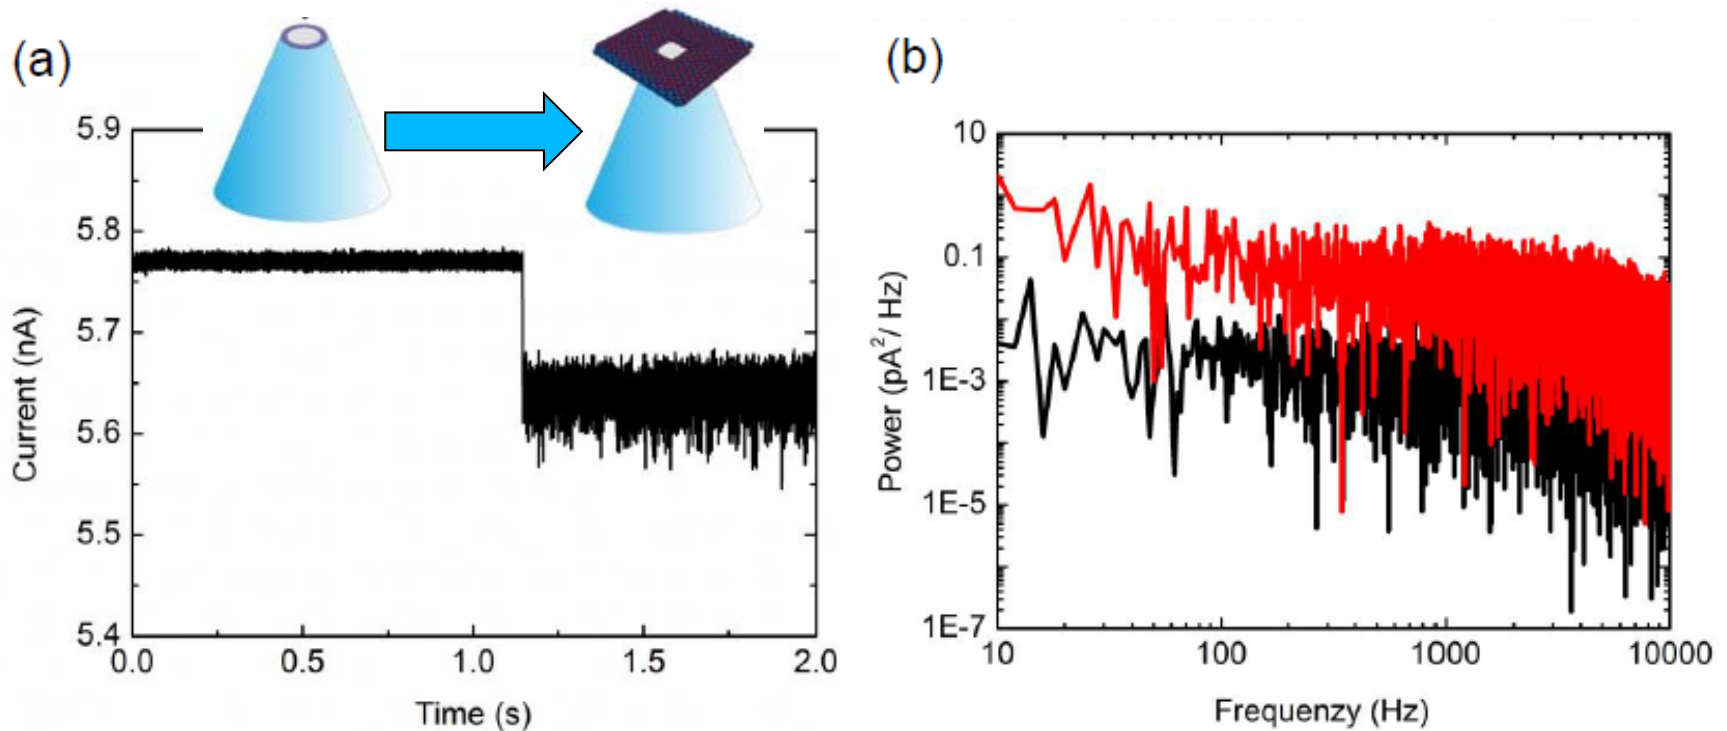 (a)
5.9
5.8
5.7
5.6
5.5
5.4
Current (nA)
0.0 0.5 1.0 1.5 2.0
Time (s)
(b)
10
0.1
1E-3
1E-5
1E-7
Power (pA²/ Hz)
10 100 1000 10000
Frequenzy (Hz)